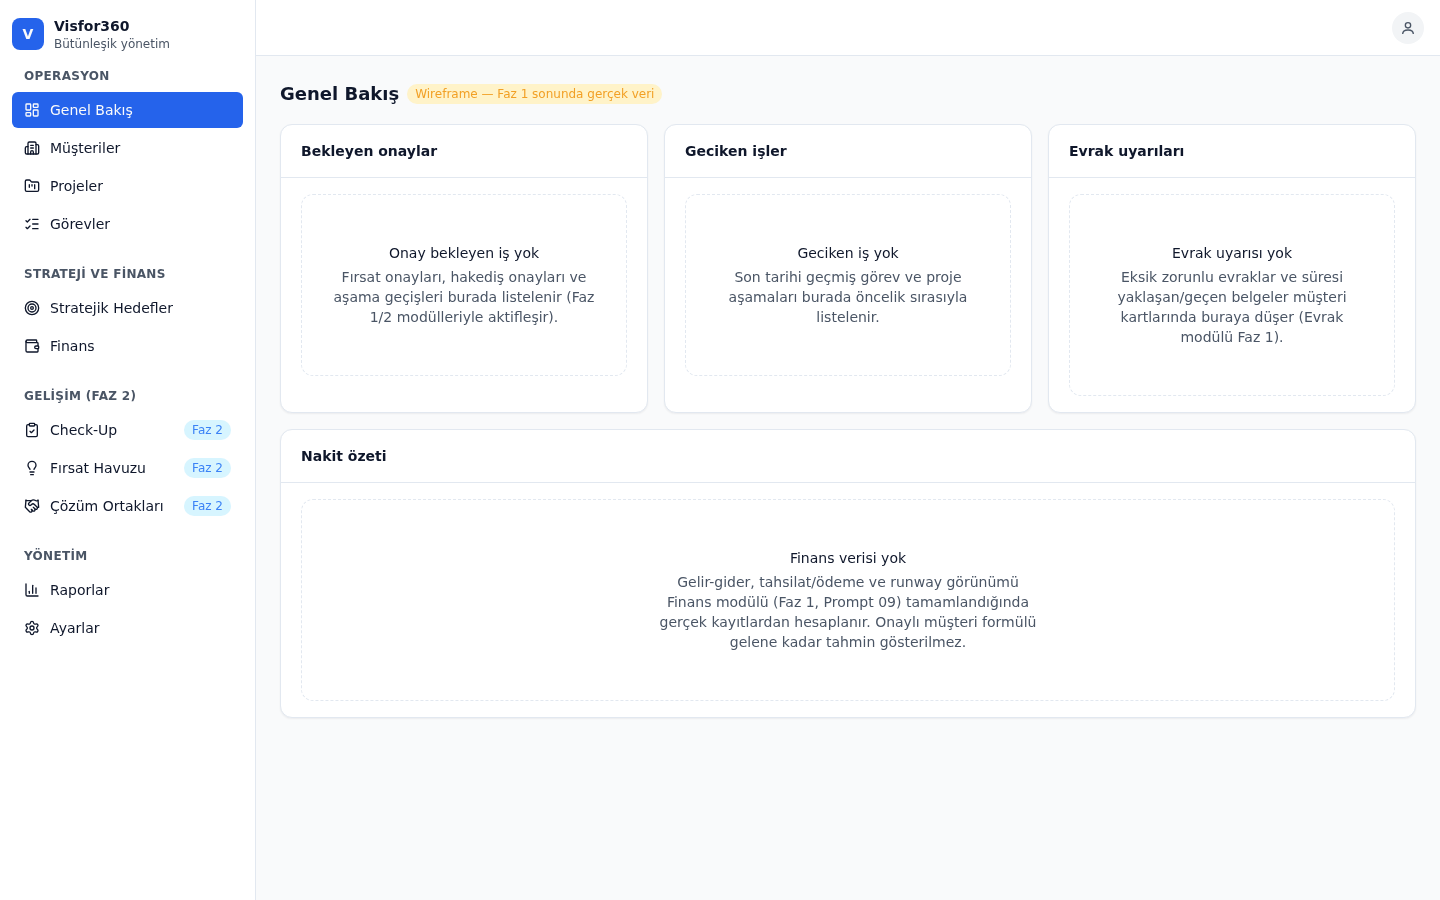 V
Visfor360
Bütünleşik yönetim
OPERASYON
Genel Bakış
Müşteriler
Projeler
Görevler
STRATEJİ VE FİNANS
Stratejik Hedefler
Finans
GELİŞİM (FAZ 2)
Check-Up Faz 2
Fırsat Havuzu Faz 2
Çözüm Ortakları Faz 2
YÖNETİM
Raporlar
Ayarlar
Genel Bakış Wireframe — Faz 1 sonunda gerçek veri
Bekleyen onaylar
Onay bekleyen iş yok
Fırsat onayları, hakediş onayları ve
aşama geçişleri burada listelenir (Faz
1/2 modülleriyle aktifleşir).
Geciken işler
Geciken iş yok
Son tarihi geçmiş görev ve proje
aşamaları burada öncelik sırasıyla
listelenir.
Evrak uyarıları
Evrak uyarısı yok
Eksik zorunlu evraklar ve süresi
yaklaşan/geçen belgeler müşteri
kartlarında buraya düşer (Evrak
modülü Faz 1).
Nakit özeti
Finans verisi yok
Gelir-gider, tahsilat/ödeme ve runway görünümü
Finans modülü (Faz 1, Prompt 09) tamamlandığında
gerçek kayıtlardan hesaplanır. Onaylı müşteri formülü
gelene kadar tahmin gösterilmez.